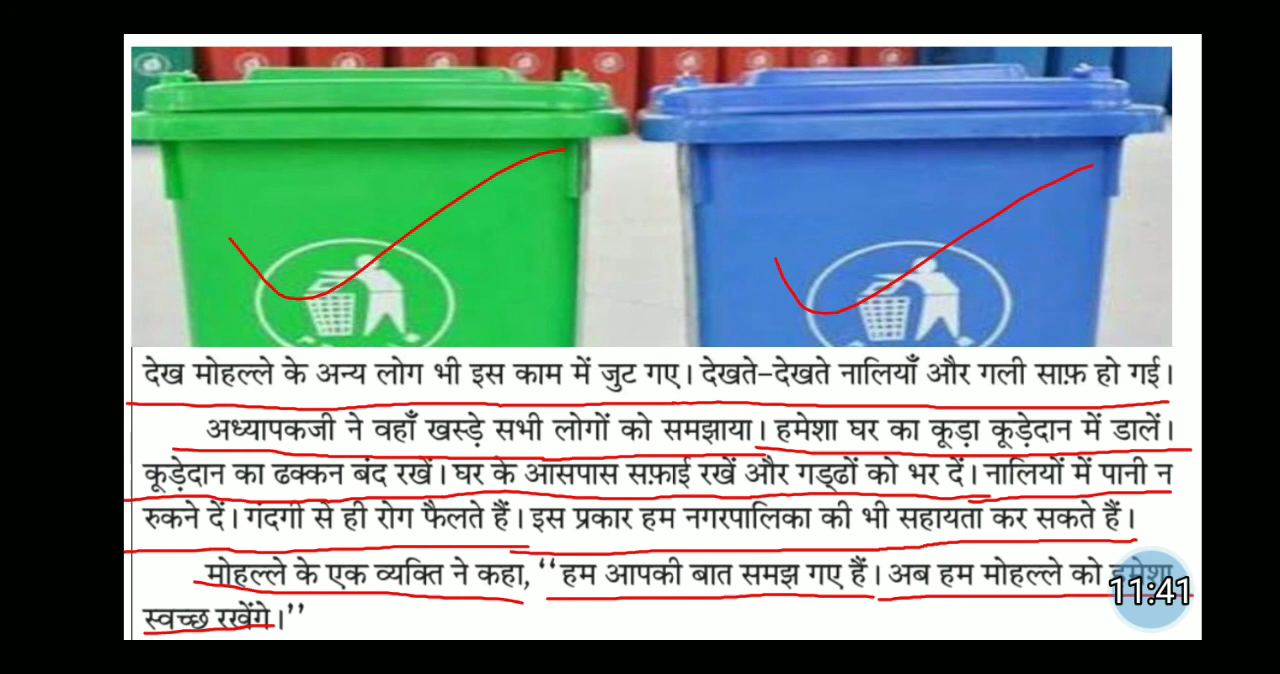 देख मोहल्ले के अन्य लोग भी इस काम में जुट गए। देखते-देखते नालियाँ और गली साफ़ हो गई।
अध्यापकजी ने वहाँ खस्ड़े सभी लोगों को समझाया। हमेशा घर का कूड़ा कूड़ेदान में डालें।
कूड़ेदान का ढक्कन बंद रखें। घर के आसपास सफ़ाई रखें और गड्ढों को भर दें। नालियों में पानी न
रुकने दें। गंदगी से ही रोग फैलते हैं। इस प्रकार हम नगरपालिका की भी सहायता कर सकते हैं।
मोहल्ले के एक व्यक्ति ने कहा, ‘‘हम आपकी बात समझ गए हैं। अब हम मोहल्ले को हमेशा
11:41
स्वच्छ रखेंगे।’’